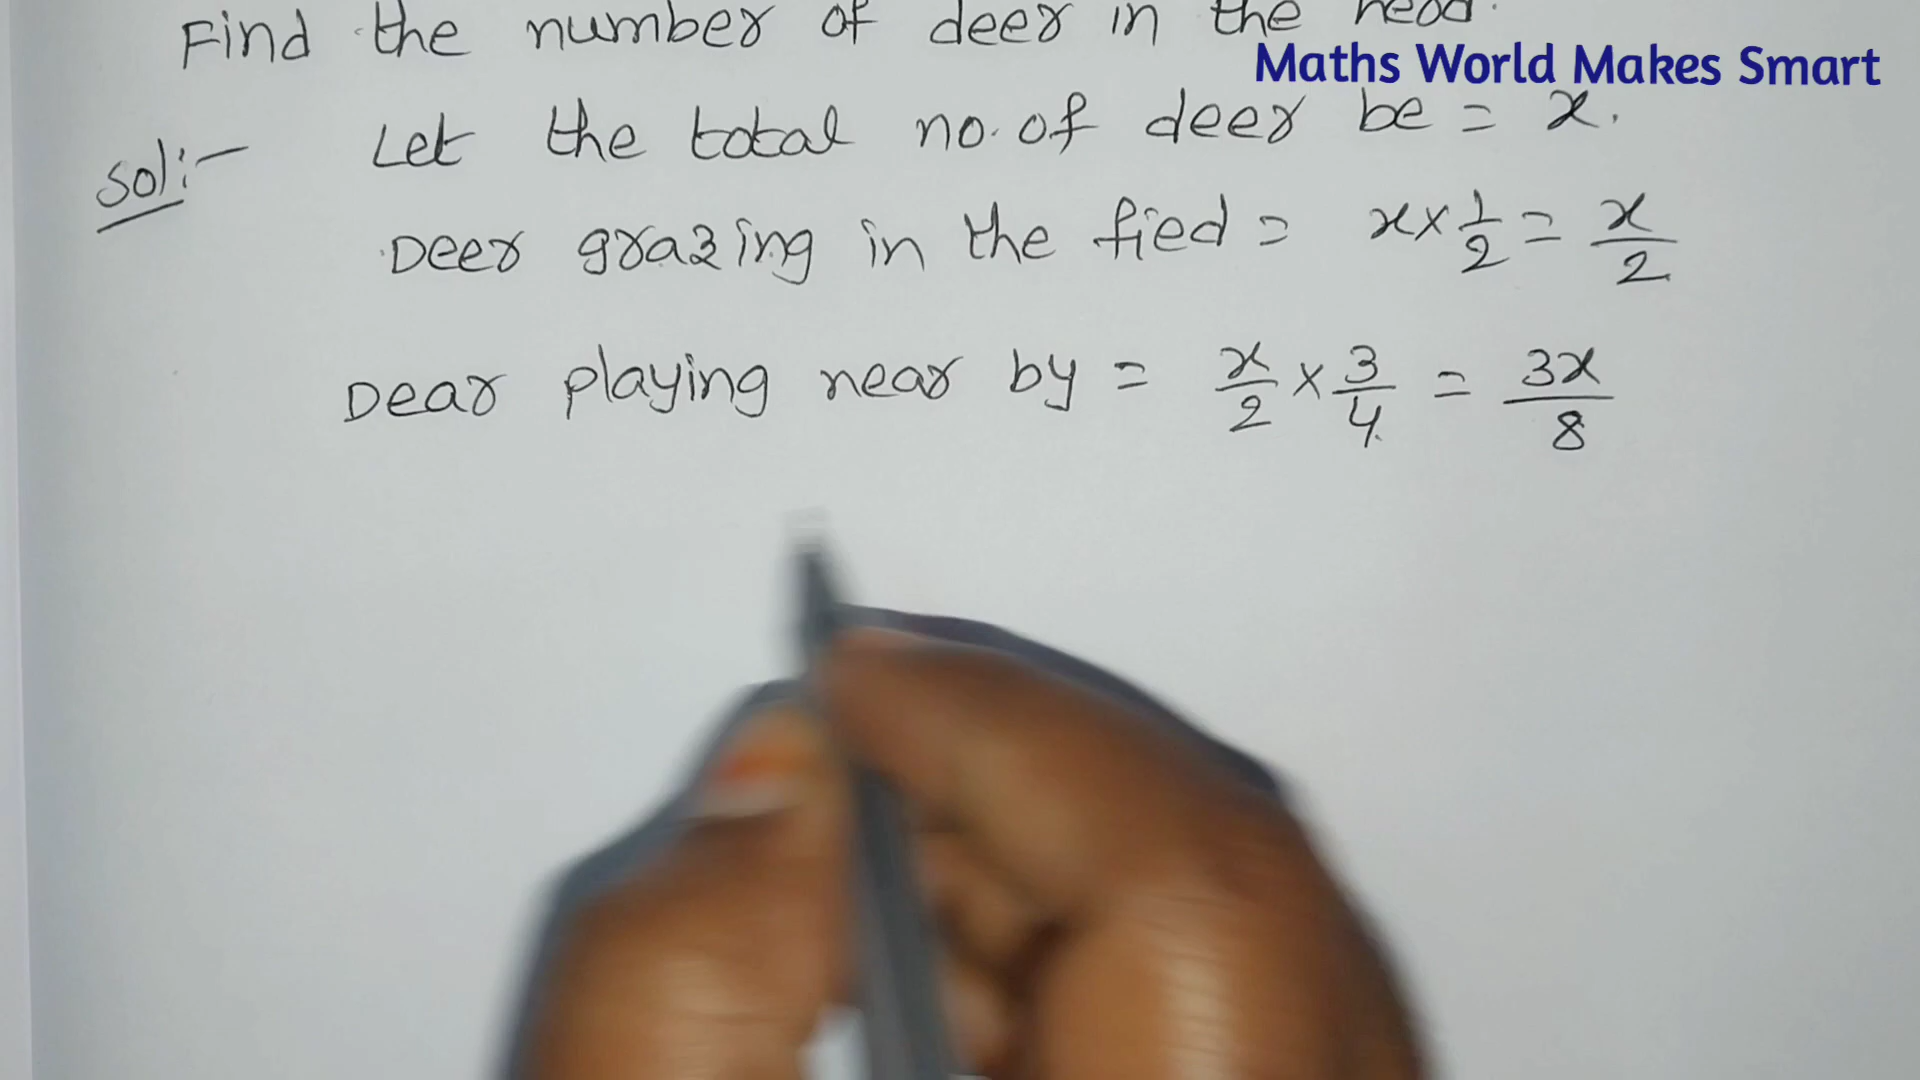 Find the number of deer in the head.
Maths World Makes Smart
Sol:- Let the total no. of deer be = x.
Deer grazing in the fied = x × 1/2 = x/2
Dear playing near by = x/2 × 3/4 = 3x/8